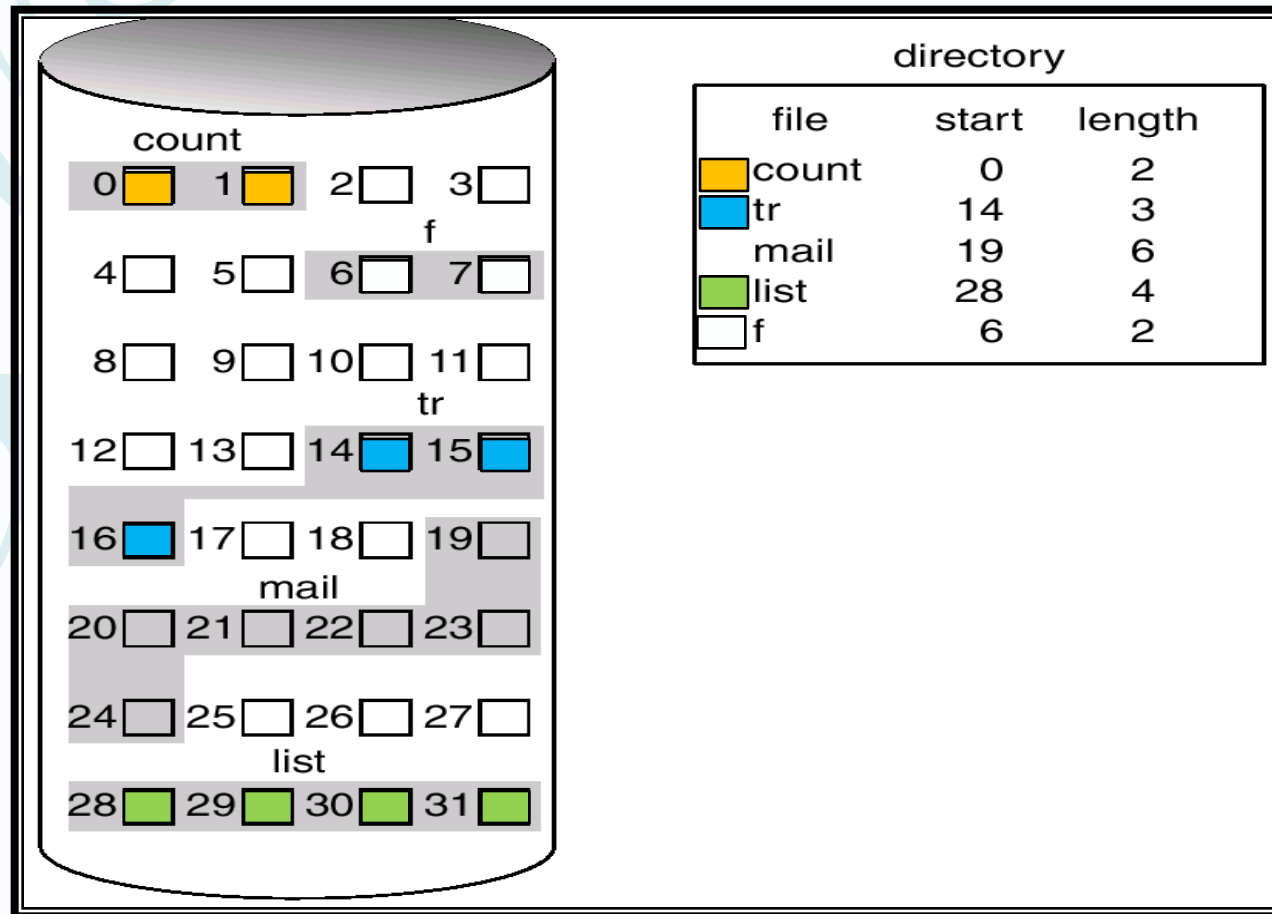 count
0 1 2 3
f
4 5 6 7
8 9 10 11
tr
12 13 14 15
16 17 18 19
mail
20 21 22 23
24 25 26 27
list
28 29 30 31
directory
file start length
count 0 2
tr 14 3
mail 19 6
list 28 4
f 6 2